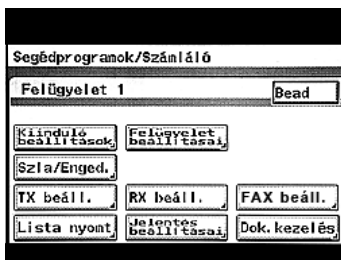 Segédprogramok/Számláló
Felügyelet 1
Bead
Kiinduló beállítások
Felügyelet beállításai
Szla/Enged.
TX beáll.
RX beáll.
FAX beáll.
Lista nyomt
Jelentés beállításai
Dok. kezelés